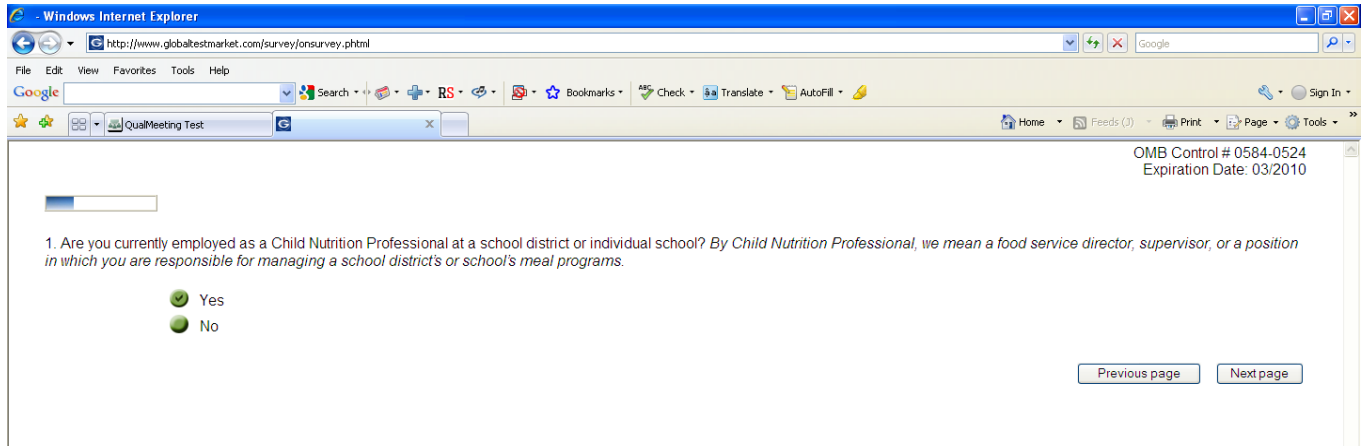 - Windows Internet Explorer
http://www.globaltestmarket.com/survey/onsurvey.phtml
Google
File Edit View Favorites Tools Help
Google Search RS Bookmarks Check Translate AutoFill Sign In
QualMeeting Test G Home Feeds (J) Print Page Tools
OMB Control # 0584-0524
Expiration Date: 03/2010
1. Are you currently employed as a Child Nutrition Professional at a school district or individual school? By Child Nutrition Professional, we mean a food service director, supervisor, or a position
in which you are responsible for managing a school district's or school's meal programs.
Yes
No
Previous page Next page